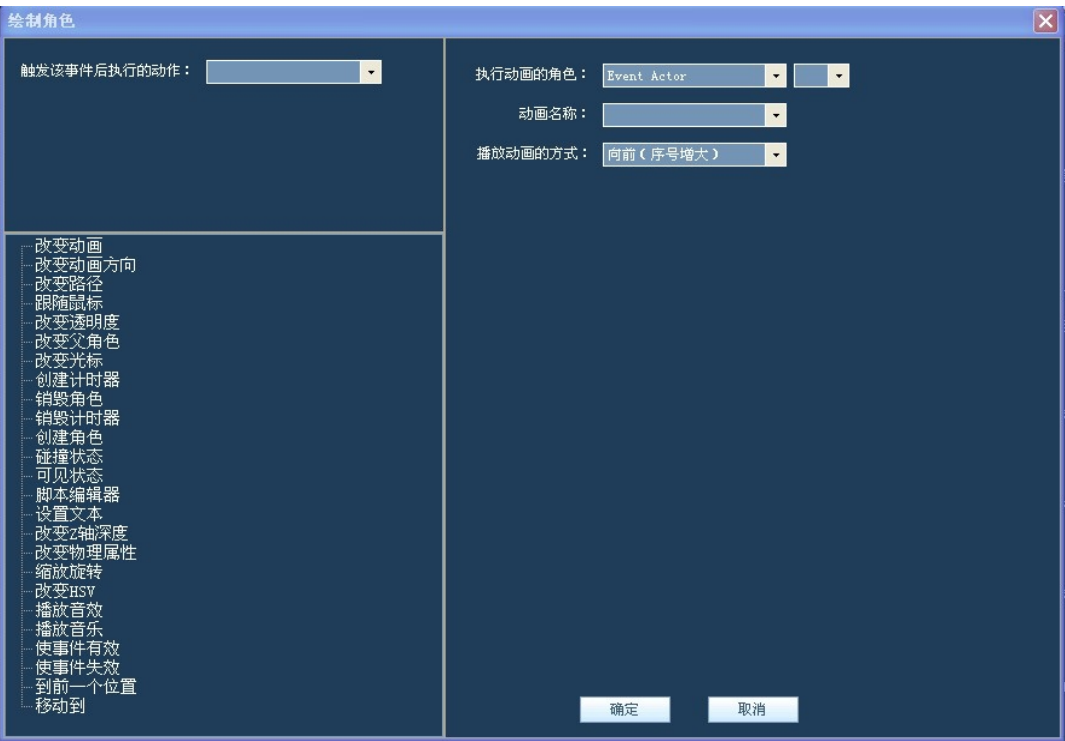 绘制角色
触发该事件后执行的动作：
执行动画的角色： Event Actor
动画名称：
播放动画的方式： 向前(序号增大)
改变动画
改变动画方向
改变路径
跟随鼠标
改变透明度
改变父角色
改变光标
创建计时器
销毁角色
销毁计时器
创建角色
碰撞状态
可见状态
脚本编辑器
设置文本
改变Z轴深度
改变物理属性
缩放旋转
改变HSV
播放音效
播放音乐
使事件有效
使事件失效
到前一个位置
移动到
确定 取消